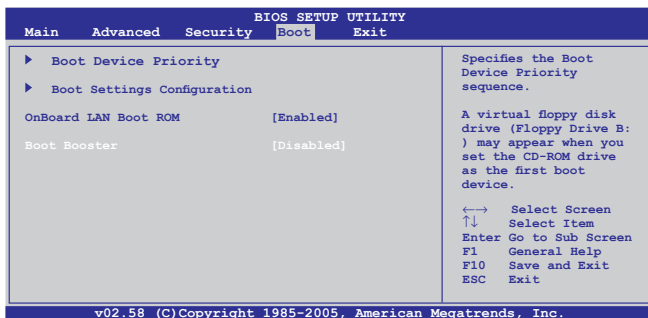 BIOS SETUP UTILITY
Main Advanced Security Boot Exit
Boot Device Priority
Boot Settings Configuration
OnBoard LAN Boot ROM [Enabled]
Boot Booster [Disabled]
Specifies the Boot
Device Priority
sequence.
A virtual floppy disk
drive (Floppy Drive B:
) may appear when you
set the CD-ROM drive
as the first boot
device.
←→ Select Screen
↑↓ Select Item
Enter Go to Sub Screen
F1 General Help
F10 Save and Exit
ESC Exit
v02.58 (C)Copyright 1985-2005, American Megatrends, Inc.